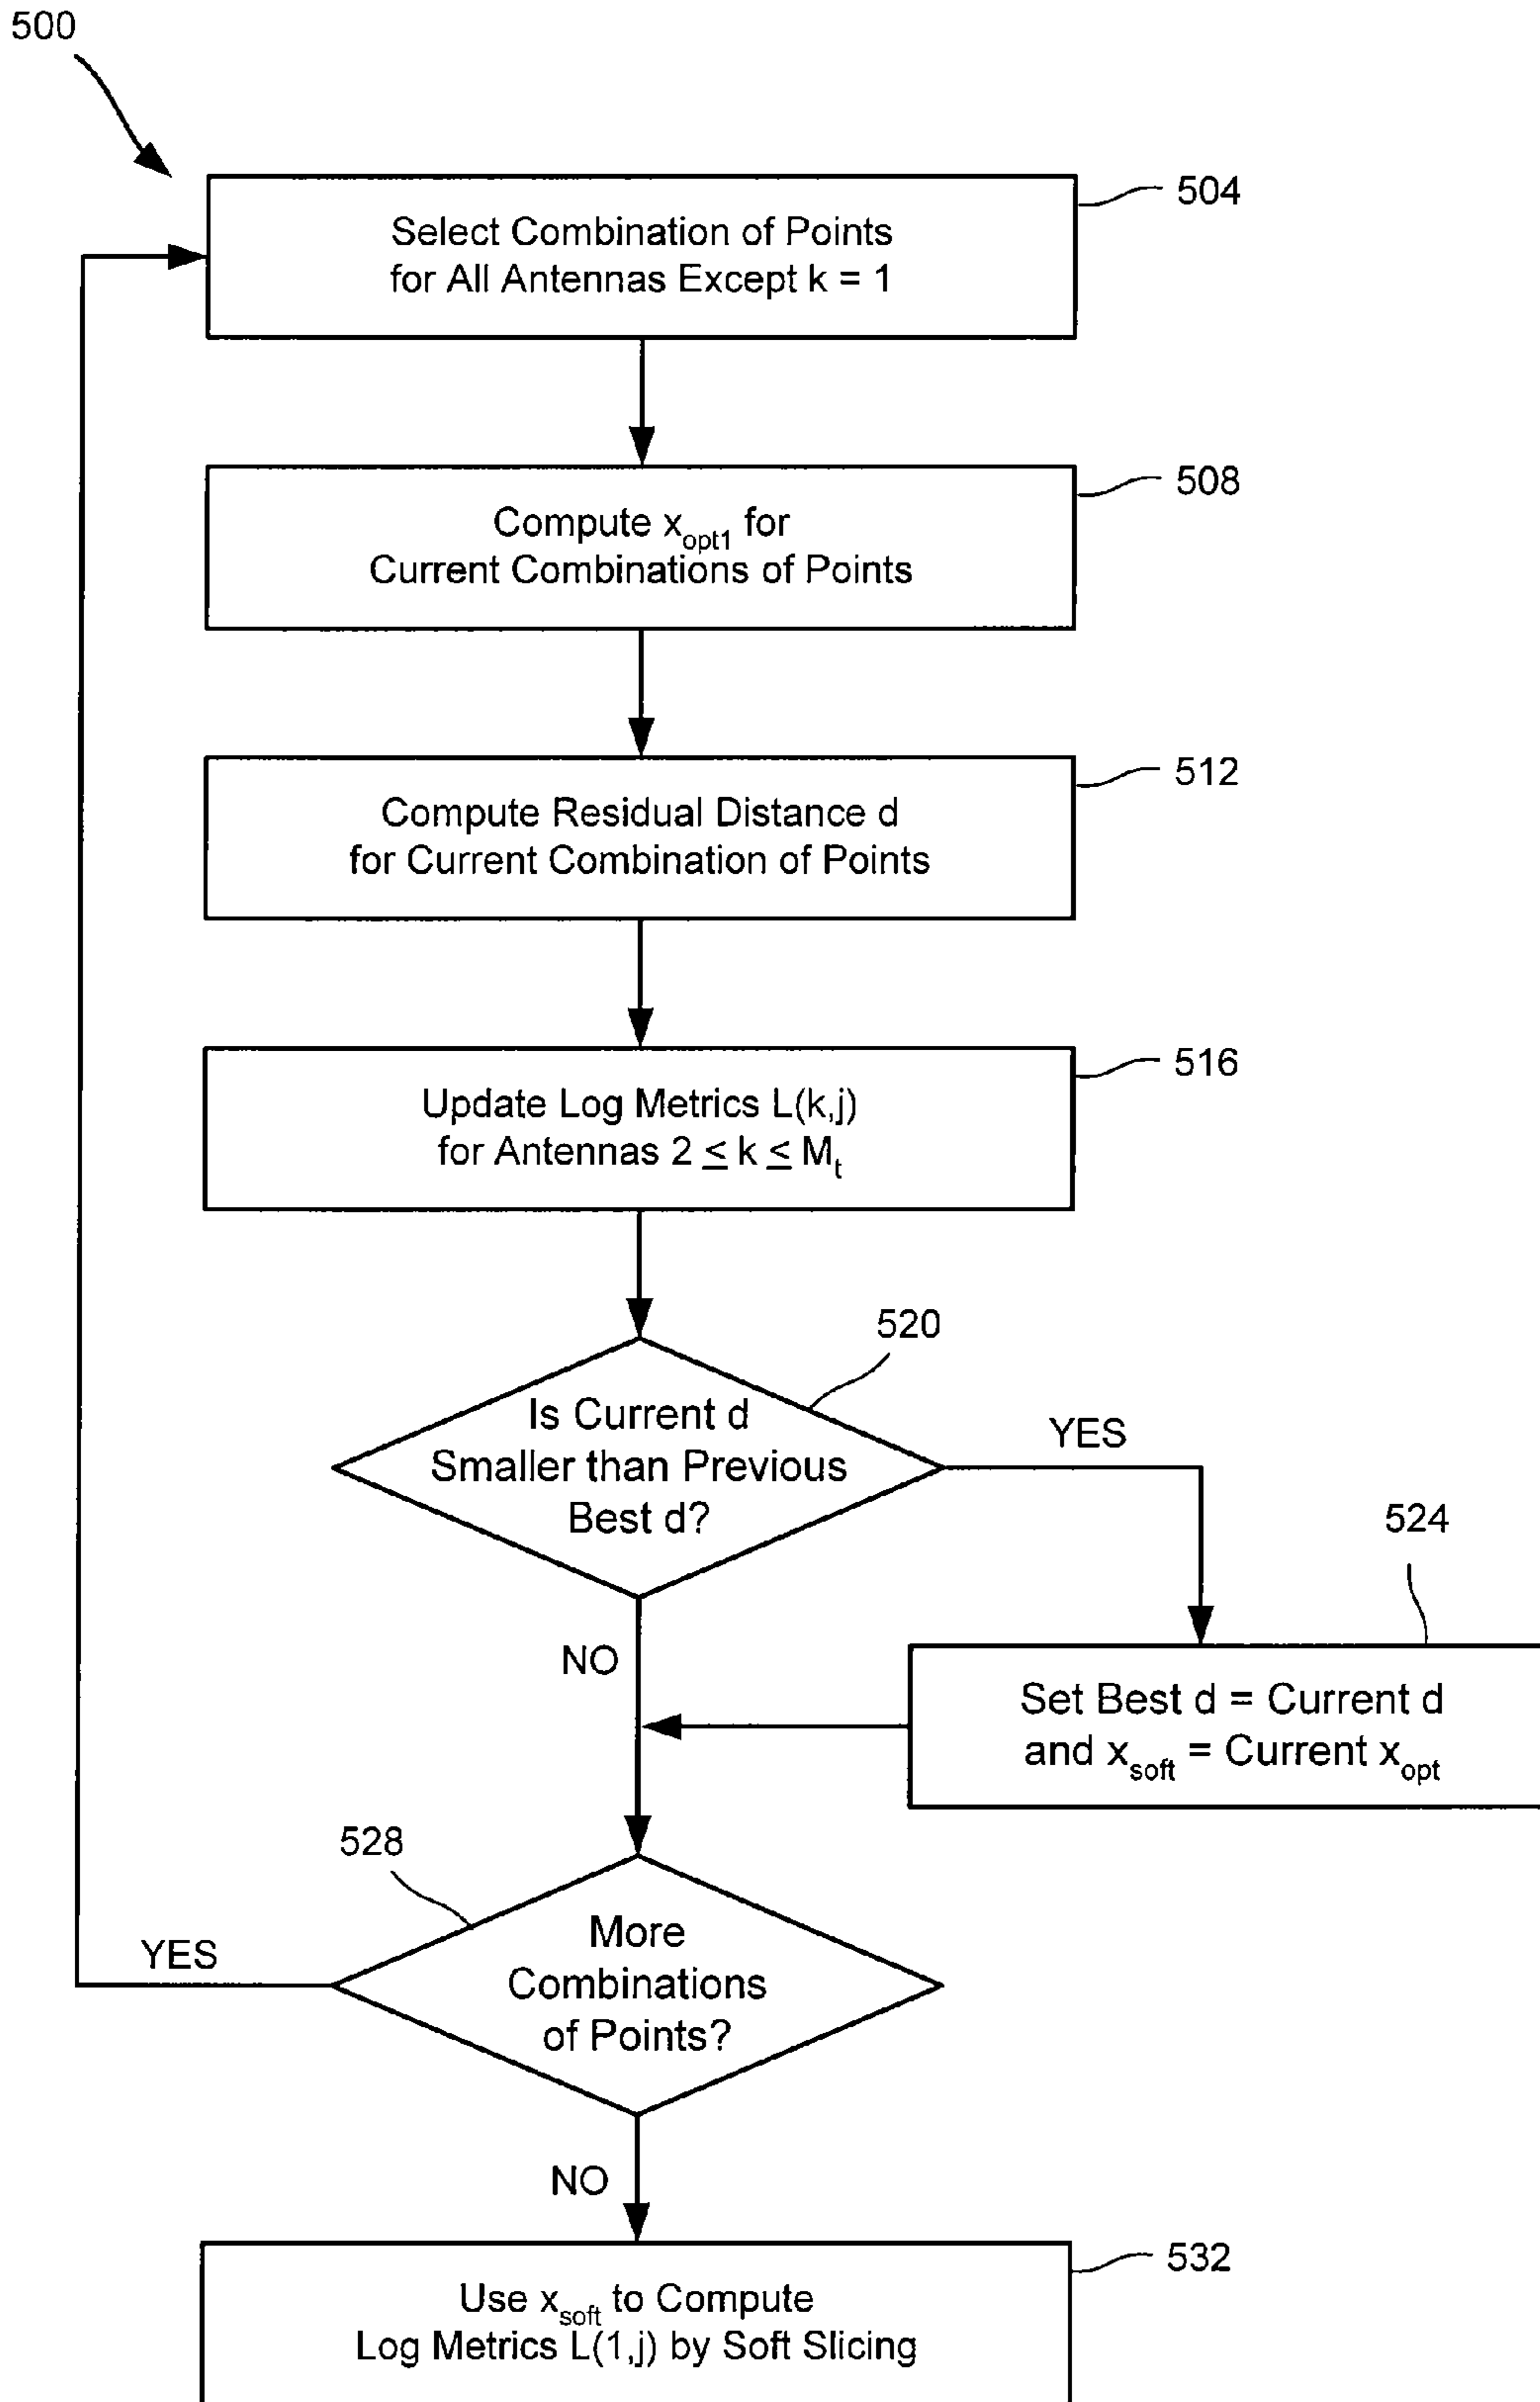 500
504
Select Combination of Points
for All Antennas Except k = 1
508
Compute x_opt1 for
Current Combinations of Points
512
Compute Residual Distance d
for Current Combination of Points
516
Update Log Metrics L(k,j)
for Antennas 2 ≤ k ≤ M_t
520
Is Current d
Smaller than Previous
Best d?
YES
524
NO
Set Best d = Current d
and x_soft = Current x_opt
528
More
Combinations
of Points?
YES
NO
532
Use x_soft to Compute
Log Metrics L(1,j) by Soft Slicing